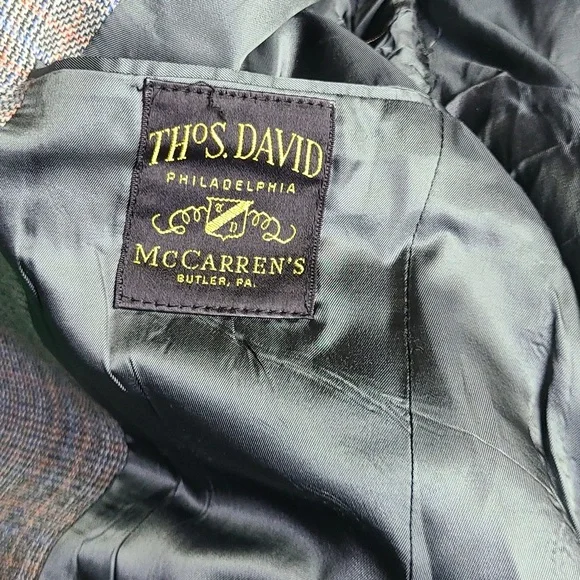 THOS. DAVID
PHILADELPHIA
MCCARREN'S
BUTLER, PA.